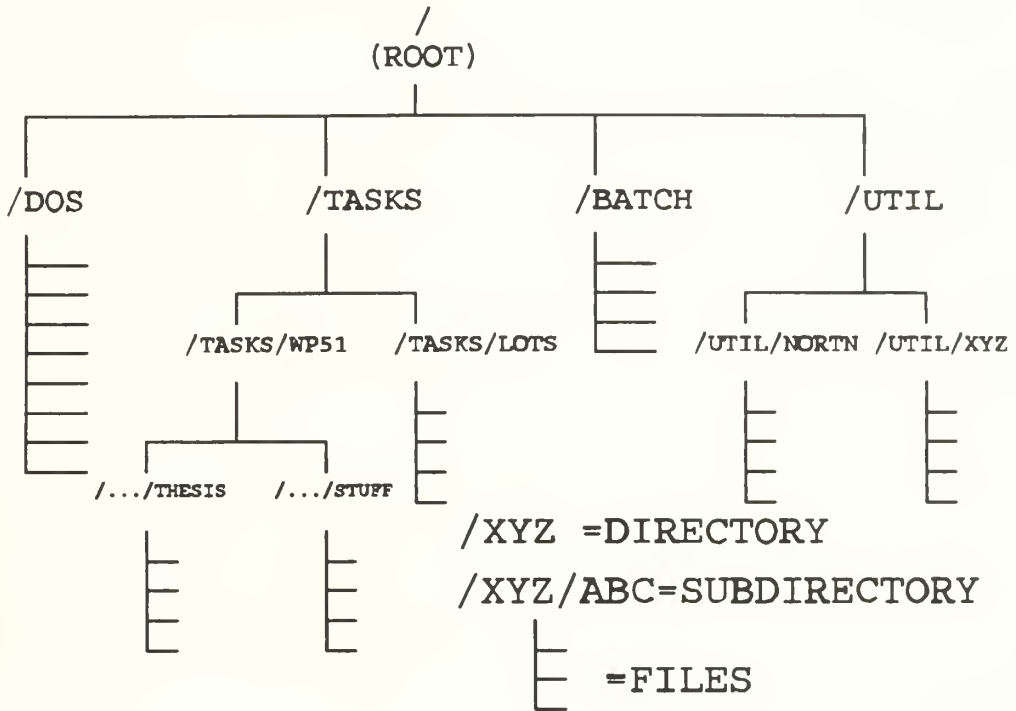 /
(ROOT)
/DOS /TASKS /BATCH /UTIL
/TASKS/WP51 /TASKS/LOTS /UTIL/NORTN /UTIL/XYZ
/.../THESIS /.../STUFF
/XYZ =DIRECTORY
/XYZ/ABC=SUBDIRECTORY
=FILES